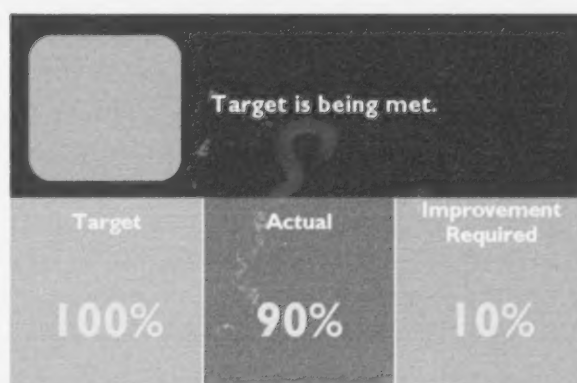 Target is being met.
Target
Actual
Improvement
Required
100%
90%
10%